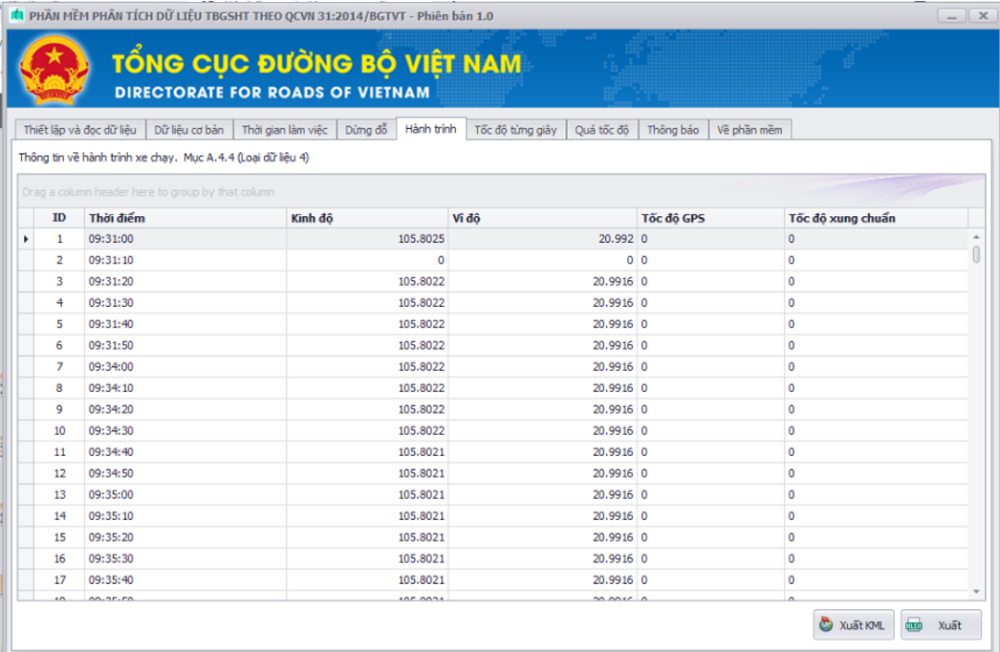 PHẦN MỀM PHÂN TÍCH DỮ LIỆU TBGSHT THEO QCVN 31:2014/BGTVT - Phiên bản 1.0
TỔNG CỤC ĐƯỜNG BỘ VIỆT NAM
DIRECTORATE FOR ROADS OF VIETNAM
Thiết lập và đọc dữ liệu Dữ liệu cơ bản Thời gian làm việc Dừng đỗ Hành trình Tốc độ từng giây Quá tốc độ Thông báo Về phần mềm
Thông tin về hành trình xe chạy. Mục A.4.4 (Loại dữ liệu 4)
Drag a column header here to group by that column
ID Thời điểm Kinh độ Vĩ độ Tốc độ GPS Tốc độ xung chuẩn
1 09:31:00 105.8025 20.992 0 0
2 09:31:10 0 0 0 0
3 09:31:20 105.8022 20.9916 0 0
4 09:31:30 105.8022 20.9916 0 0
5 09:31:40 105.8022 20.9916 0 0
6 09:31:50 105.8022 20.9916 0 0
7 09:34:00 105.8022 20.9916 0 0
8 09:34:10 105.8022 20.9916 0 0
9 09:34:20 105.8022 20.9916 0 0
10 09:34:30 105.8022 20.9916 0 0
11 09:34:40 105.8021 20.9916 0 0
12 09:34:50 105.8021 20.9916 0 0
13 09:35:00 105.8021 20.9916 0 0
14 09:35:10 105.8021 20.9916 0 0
15 09:35:20 105.8021 20.9916 0 0
16 09:35:30 105.8021 20.9916 0 0
17 09:35:40 105.8021 20.9916 0 0
Xuất KML Xuất